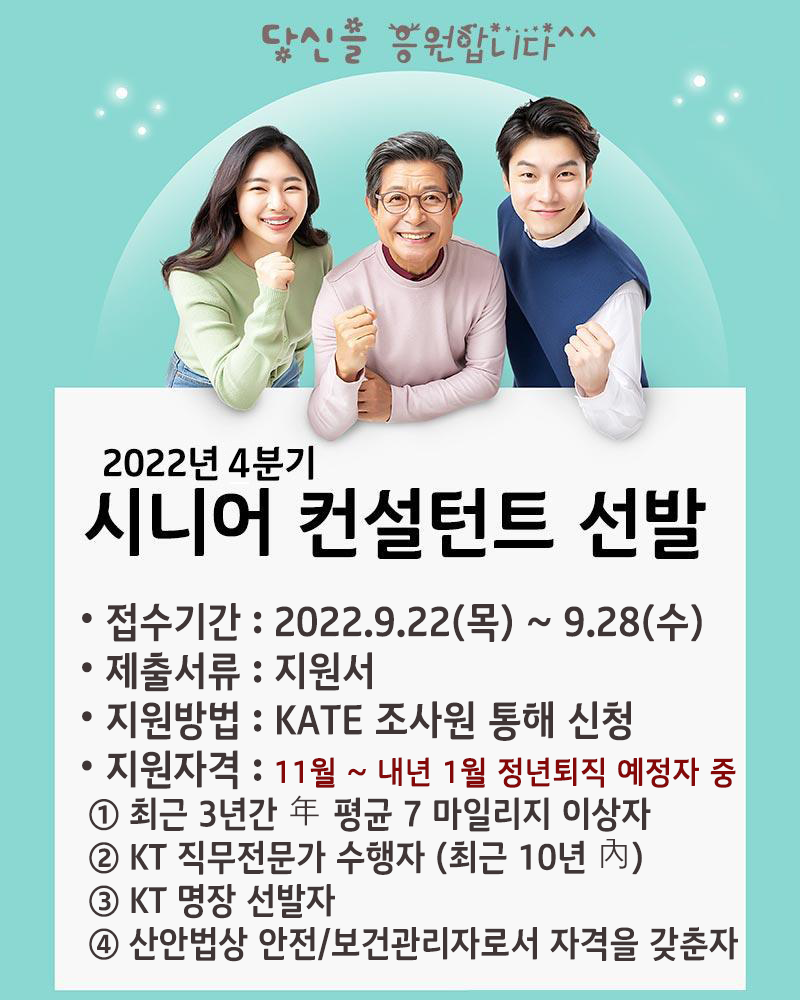 당신을 응원합니다^^
2022년 4분기
시니어 컨설턴트 선발
• 접수기간 : 2022.9.22(목) ~ 9.28(수)
• 제출서류 : 지원서
• 지원방법 : KATE 조사원 통해 신청
• 지원자격 : 11월 ~ 내년 1월 정년퇴직 예정자 중
① 최근 3년간 年 평균 7 마일리지 이상자
② KT 직무전문가 수행자 (최근 10년 內)
③ KT 명장 선발자
④ 산안법상 안전/보건관리자로서 자격을 갖춘자